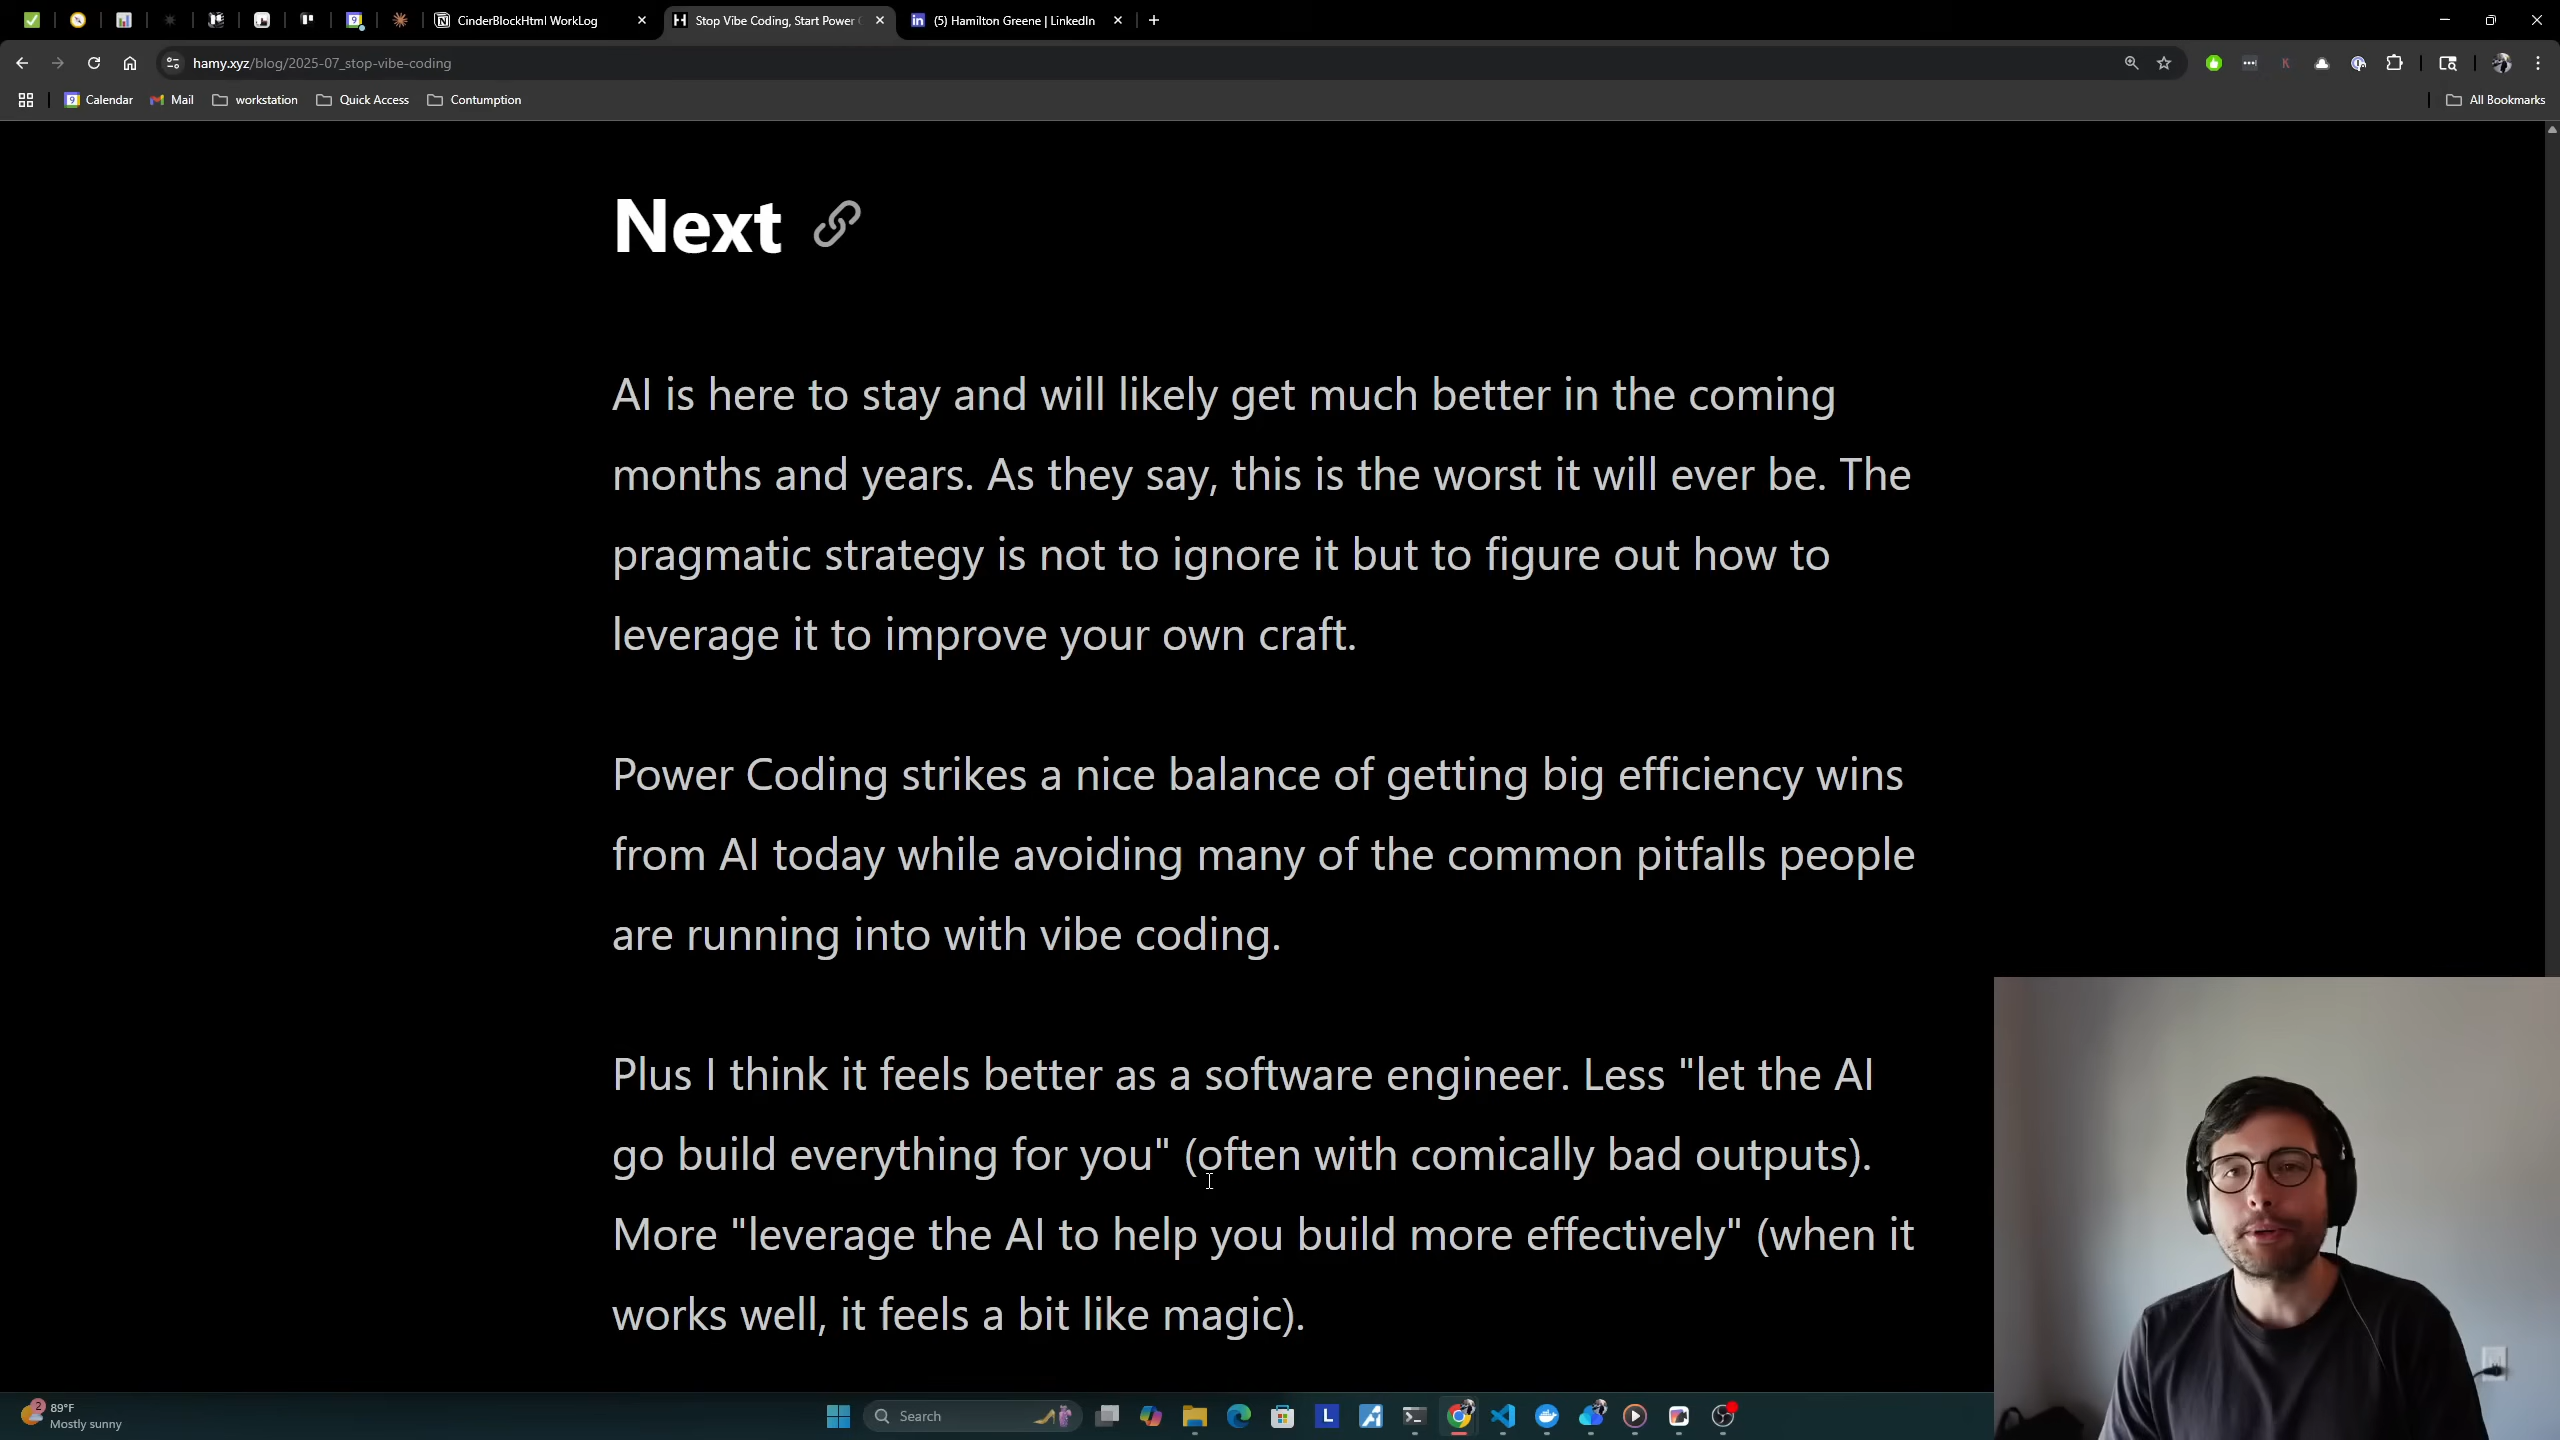 CinderBlockHtml WorkLog
Stop Vibe Coding, Start Power
(5) Hamilton Greene | LinkedIn
hamy.xyz/blog/2025-07_stop-vibe-coding
Calendar
Mail
workstation
Quick Access
Contumption
All Bookmarks
Next
AI is here to stay and will likely get much better in the coming
months and years. As they say, this is the worst it will ever be. The
pragmatic strategy is not to ignore it but to figure out how to
leverage it to improve your own craft.
Power Coding strikes a nice balance of getting big efficiency wins
from AI today while avoiding many of the common pitfalls people
are running into with vibe coding.
Plus I think it feels better as a software engineer. Less "let the AI
go build everything for you" (often with comically bad outputs).
More "leverage the AI to help you build more effectively" (when it
works well, it feels a bit like magic).
2
89°F
Mostly sunny
Search